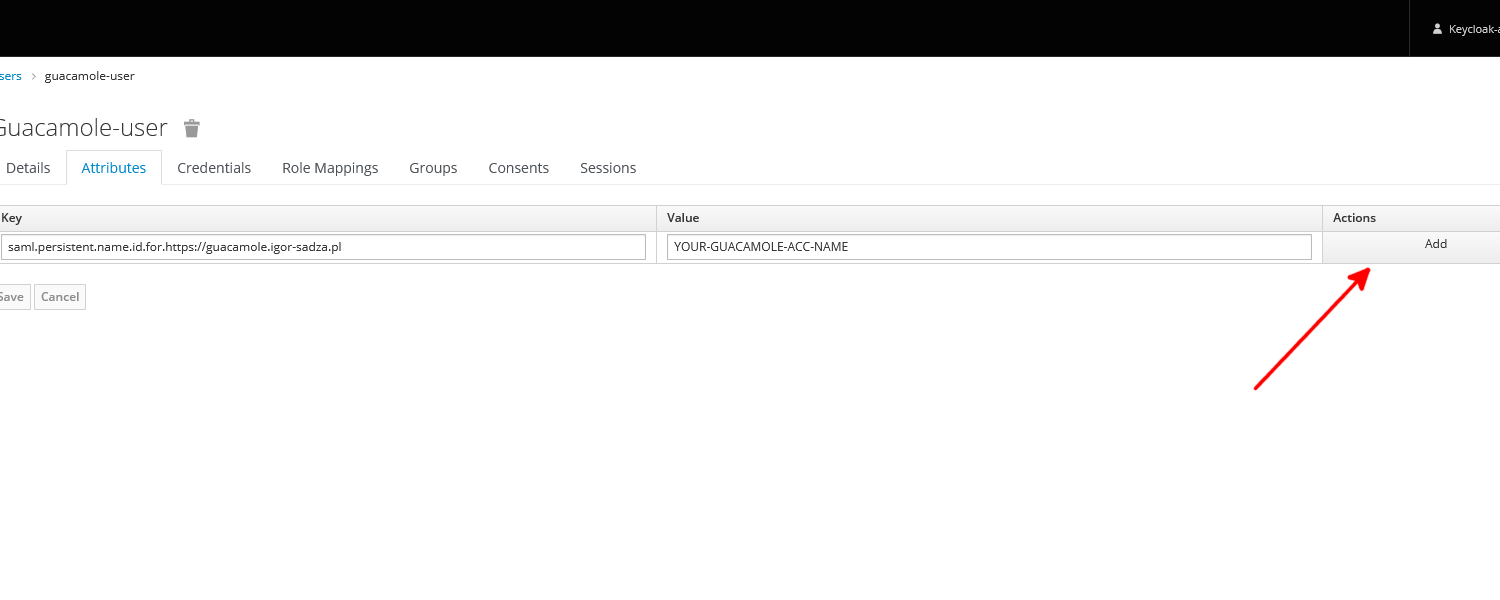 Keycloak-a
sers > guacamole-user
Guacamole-user
Details Attributes Credentials Role Mappings Groups Consents Sessions
Key Value Actions
saml.persistent.name.id.for.https://guacamole.igor-sadza.pl YOUR-GUACAMOLE-ACC-NAME Add
Save Cancel